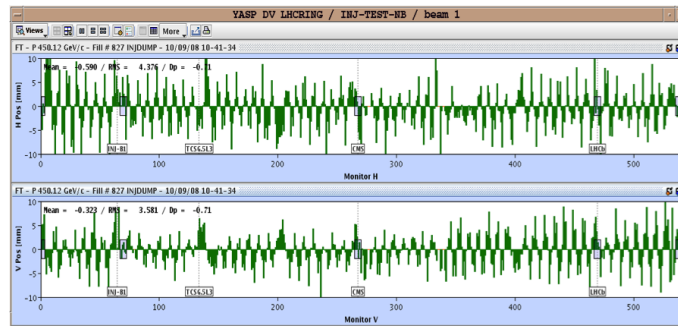 YASP DV LHCRING / INJ-TEST-NB / beam 1
Views More
FT - P 450.12 GeV/c - Fill # 827 INJDUMP - 10/09/08 10-41-34
Mean = -0.590 / RMS = 4.376 / Dp = -0.71
H Pos [mm]
10
5
0
-5
-10
INJ-B1 TCSG.5L3 CMS LHCb
0 100 200 300 400 500
Monitor H
FT - P 450.12 GeV/c - Fill # 827 INJDUMP - 10/09/08 10-41-34
Mean = -0.323 / RMS = 3.581 / Dp = -0.71
V Pos [mm]
10
5
0
-5
-10
INJ-B1 TCSG.5L3 CMS LHCb
0 100 200 300 400 500
Monitor V